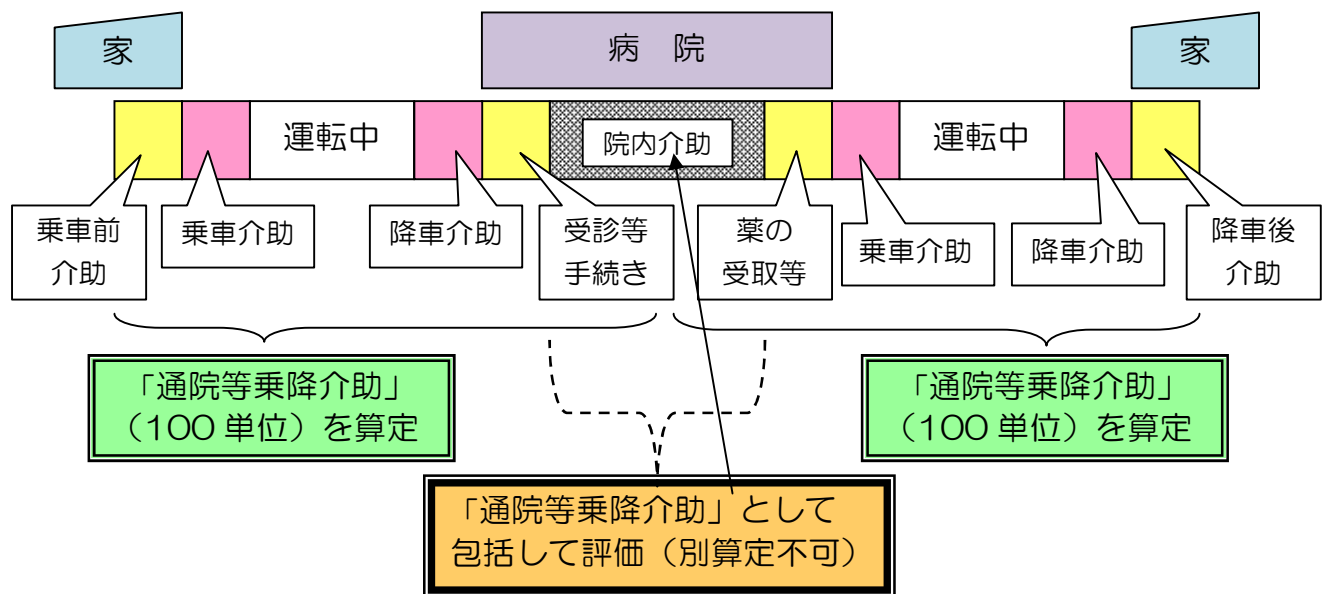 家
病 院
家
運転中
院内介助
運転中
乗車前
介助
乗車介助
降車介助
受診等
手続き
薬の
受取等
乗車介助
降車介助
降車後
介助
「通院等乗降介助」
（100 単位）を算定
「通院等乗降介助」
（100 単位）を算定
「通院等乗降介助」として
包括して評価（別算定不可）